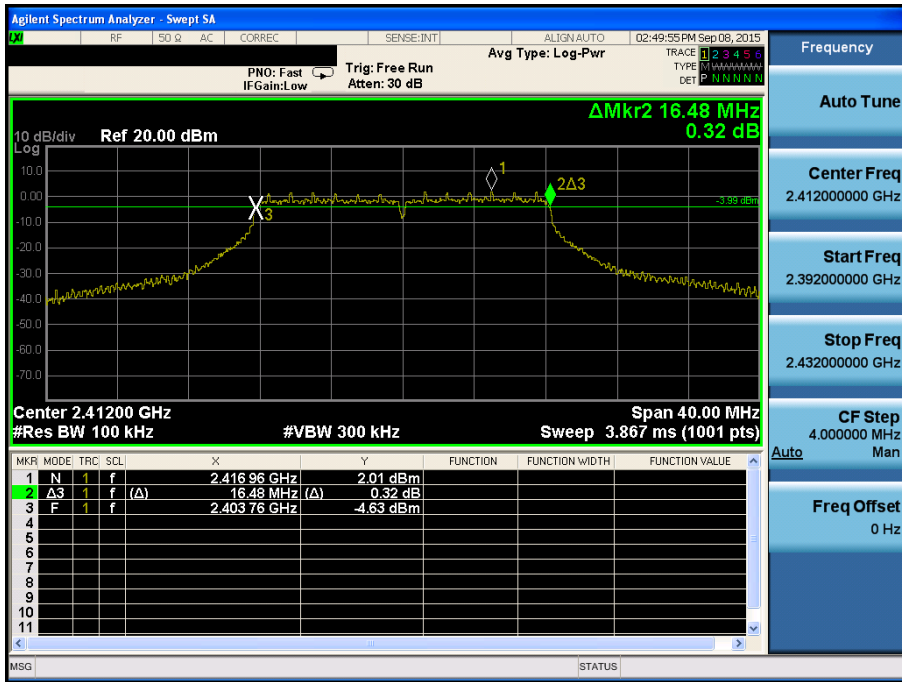 Agilent Spectrum Analyzer - Swept SA
LXI RF 50 Ω AC CORREC SENSE:INT ALIGN AUTO 02:49:55 PM Sep 08, 2015
Avg Type: Log-Pwr
TRACE 1 2 3 4 5 6
TYPE M WWWWW
DET P N N N N N
PNO: Fast
IFGain:Low
Trig: Free Run
Atten: 30 dB
ΔMkr2 16.48 MHz
0.32 dB
10 dB/div Ref 20.00 dBm
Log
10.0
0.00
-10.0
-20.0
-30.0
-40.0
-50.0
-60.0
-70.0
1
2Δ3
-3.99 dBm
X3
Center 2.41200 GHz Span 40.00 MHz
#Res BW 100 kHz #VBW 300 kHz Sweep 3.867 ms (1001 pts)
MKR MODE TRC SCL X Y FUNCTION FUNCTION WIDTH FUNCTION VALUE
1 N 1 f 2.416 96 GHz 2.01 dBm
2 Δ3 1 f (Δ) 16.48 MHz (Δ) 0.32 dB
3 F 1 f 2.403 76 GHz -4.63 dBm
4
5
6
7
8
9
10
11
MSG STATUS
Frequency
Auto Tune
Center Freq
2.412000000 GHz
Start Freq
2.392000000 GHz
Stop Freq
2.432000000 GHz
CF Step
4.000000 MHz
Auto Man
Freq Offset
0 Hz